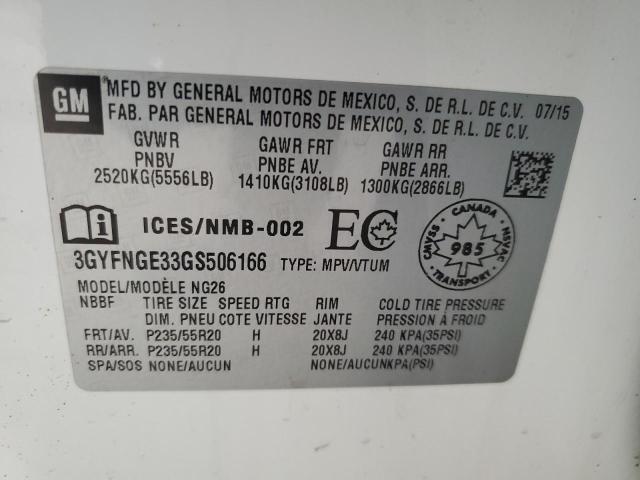 GM
MFD BY GENERAL MOTORS DE MEXICO, S. DE R.L. DE C.V. 07/15
FAB. PAR GENERAL MOTORS DE MEXICO, S. DE R.L. DE C.V.
GVWR GAWR FRT GAWR RR
PNBV PNBE AV. PNBE ARR.
2520KG(5556LB) 1410KG(3108LB) 1300KG(2866LB)
i ICES/NMB-002 EC
CANADA CMVSS 985 NSVAC TRANSPORT
3GYFNGE33GS506166 TYPE: MPV/VTUM
MODEL/MODÈLE NG26
NBBF TIRE SIZE SPEED RTG RIM COLD TIRE PRESSURE
DIM. PNEU COTE VITESSE JANTE PRESSION À FROID
FRT/AV. P235/55R20 H 20X8J 240 KPA(35PSI)
RR/ARR. P235/55R20 H 20X8J 240 KPA(35PSI)
SPA/SOS NONE/AUCUN NONE/AUCUNKPA(PSI)